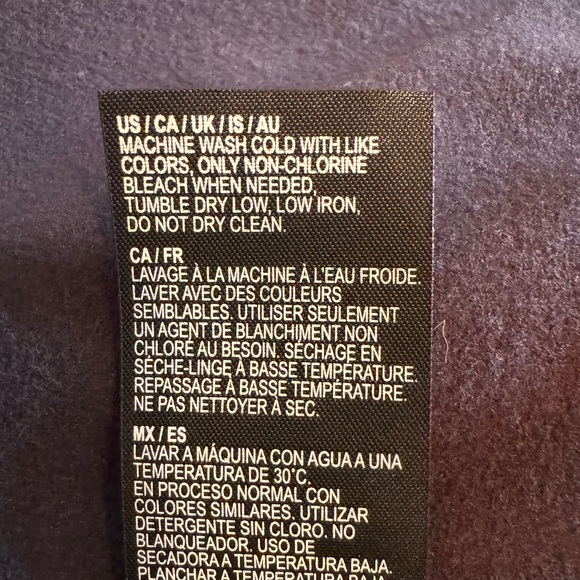 US / CA / UK / IS / AU
MACHINE WASH COLD WITH LIKE
COLORS, ONLY NON-CHLORINE
BLEACH WHEN NEEDED,
TUMBLE DRY LOW, LOW IRON,
DO NOT DRY CLEAN.
CA / FR
LAVAGE À LA MACHINE À L'EAU FROIDE.
LAVER AVEC DES COULEURS
SEMBLABLES. UTILISER SEULEMENT
UN AGENT DE BLANCHIMENT NON
CHLORÉ AU BESOIN. SÉCHAGE EN
SÈCHE-LINGE À BASSE TEMPÉRATURE.
REPASSAGE À BASSE TEMPÉRATURE.
NE PAS NETTOYER À SEC.
MX / ES
LAVAR A MÁQUINA CON AGUA A UNA
TEMPERATURA DE 30°C.
EN PROCESO NORMAL CON
COLORES SIMILARES. UTILIZAR
DETERGENTE SIN CLORO. NO
BLANQUEADOR. USO DE
SECADORA A TEMPERATURA BAJA.
PLANCHAR A TEMPERATURA BAJA